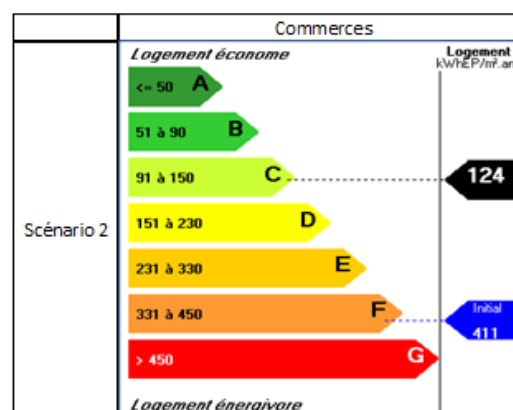 Commerces
Logement économe
Logement
kWhEP/m².an
<= 50 A
51 à 90 B
91 à 150 C
124
151 à 230 D
Scénario 2
231 à 330 E
331 à 450 F
Initial
411
> 450 G
Logement énergivore